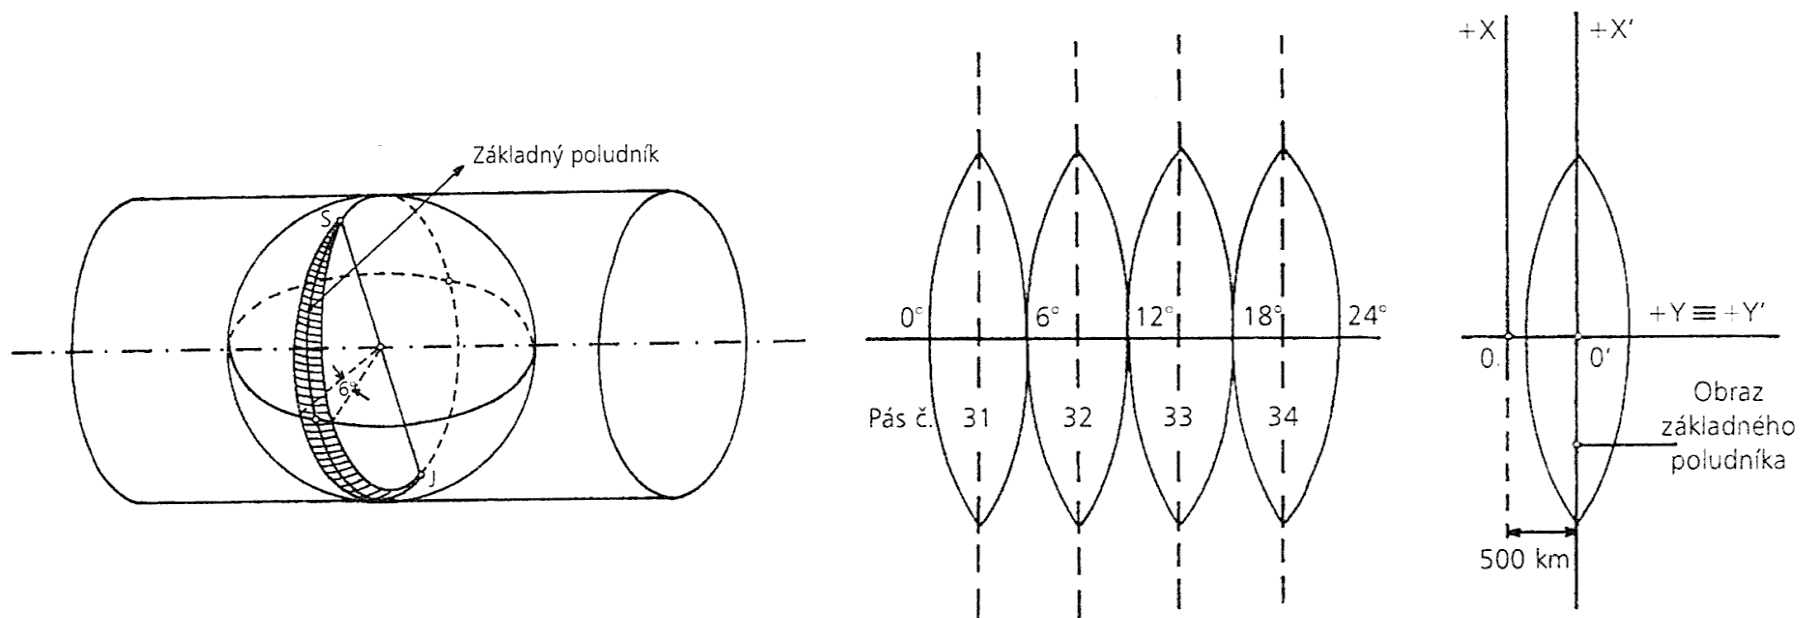 Základný poludník
S
6°
J
0° 6° 12° 18° 24°
Pás č. 31 32 33 34
+X +X'
+Y ≡ +Y'
0. 0'
Obraz
základného
poludníka
500 km